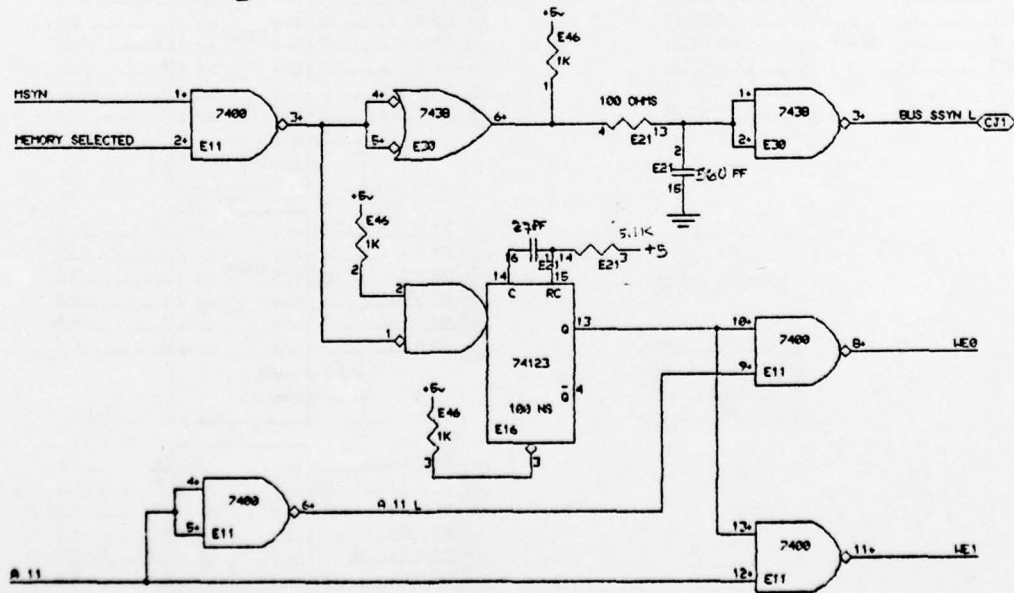 +5v
E46
1K
1
MSYN
1+
7400
3+
2+
E11
MEMORY SELECTED
4+
7438
6+
5+
E30
100 OHMS
4
13
E21
2
E21
560 PF
15
1+
7438
3+
2+
E30
BUS SSYN L
CJ1
+5v
E46
1K
2
27PF
16
E21
14
5.1K
3
E21
+5
14
15
C
RC
2
1
Q
13
74123
Q
4
100 NS
E16
3
+5v
E46
1K
3
10+
7400
8+
9+
E11
WE0
4+
7400
6+
5+
E11
A 11 L
13+
7400
11+
12+
E11
WE1
A 11